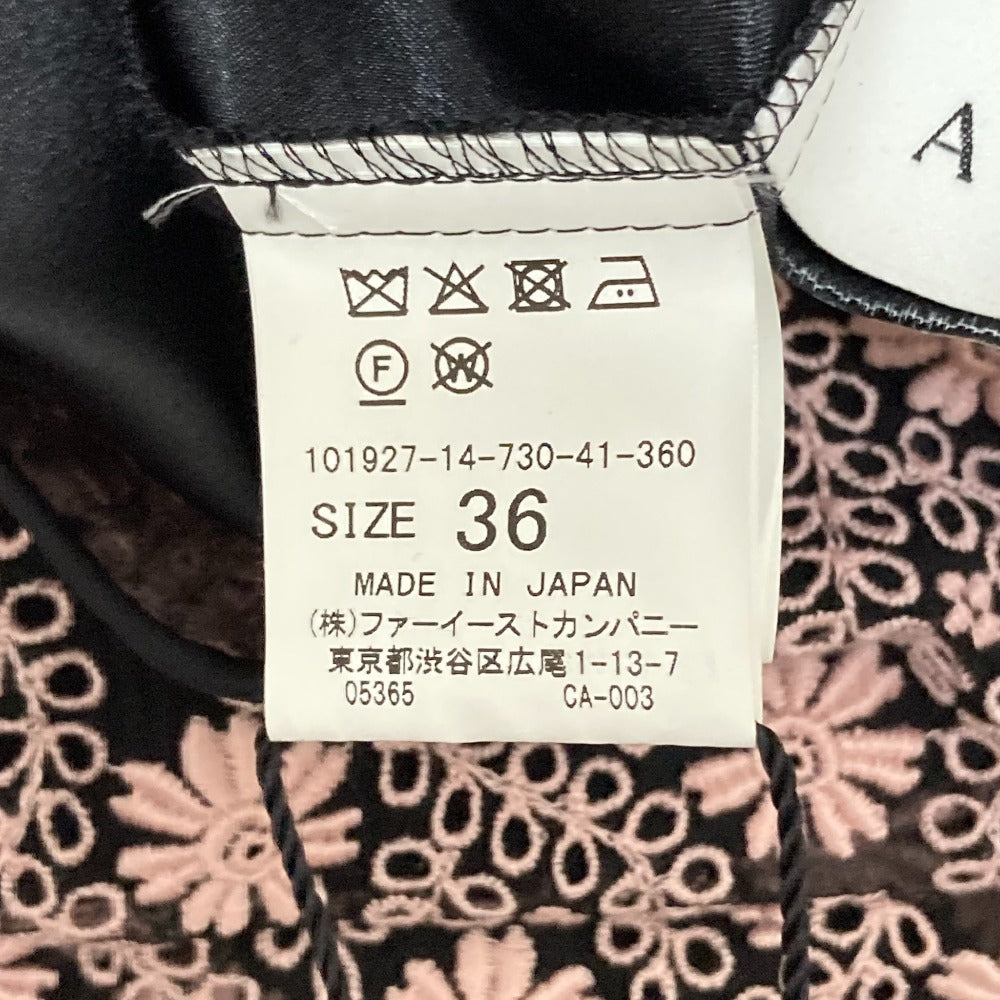 A
F
W
101927-14-730-41-360
SIZE 36
MADE IN JAPAN
(株)ファーイーストカンパニー
東京都渋谷区広尾1-13-7
05365 CA-003